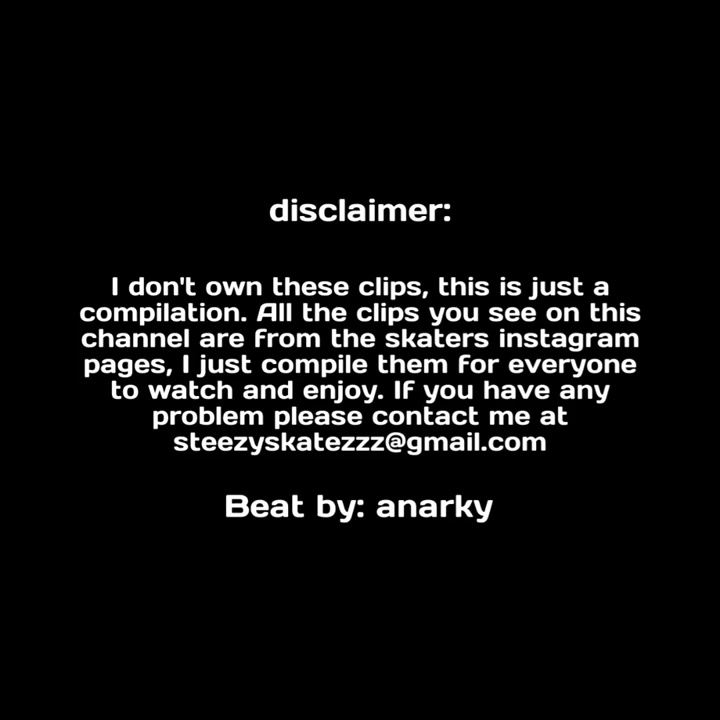 disclaimer:
I don't own these clips, this is just a
compilation. All the clips you see on this
channel are from the skaters instagram
pages, I just compile them for everyone
to watch and enjoy. If you have any
problem please contact me at
steezyskatezzz@gmail.com
Beat by: anarky